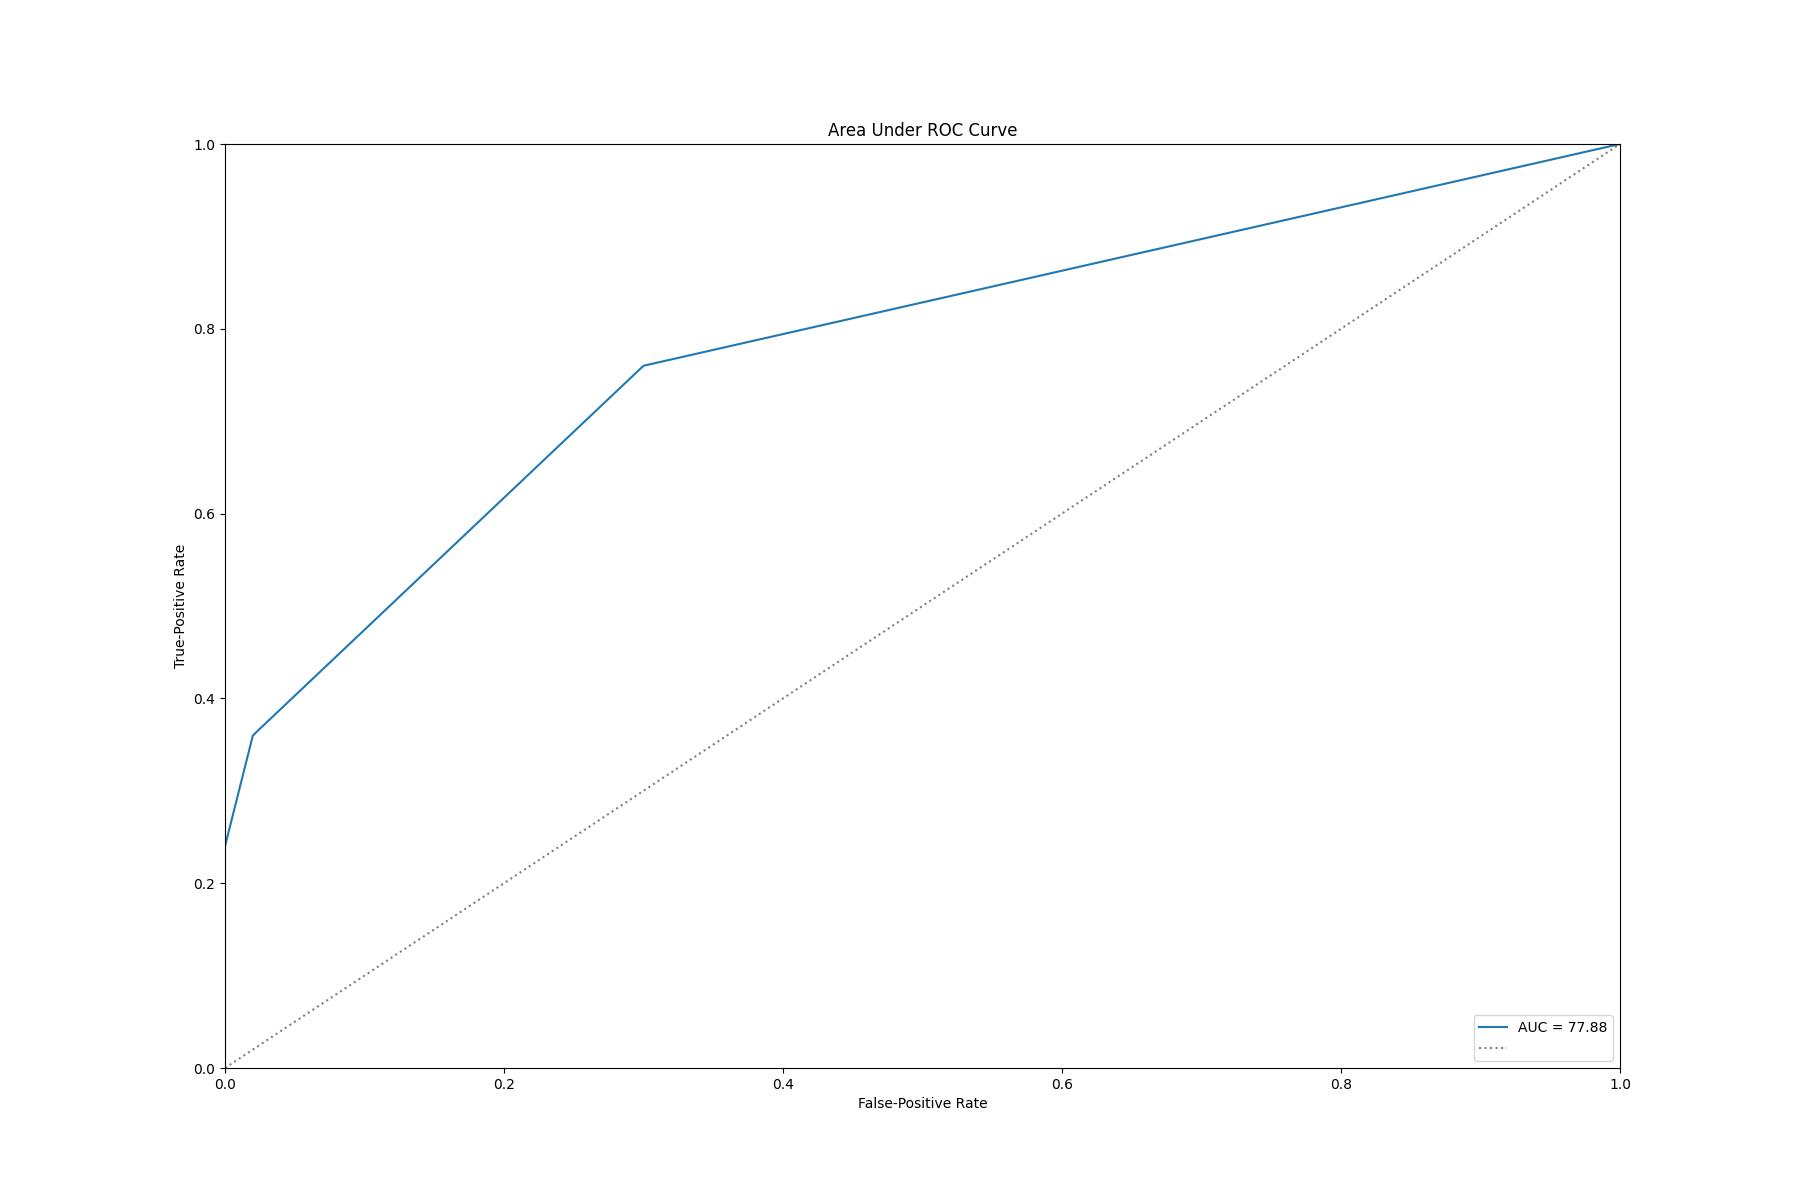 Area Under ROC Curve
1.0
0.8
0.6
0.4
0.2
0.0
True-Positive Rate
0.0 0.2 0.4 0.6 0.8 1.0
False-Positive Rate
AUC = 77.88